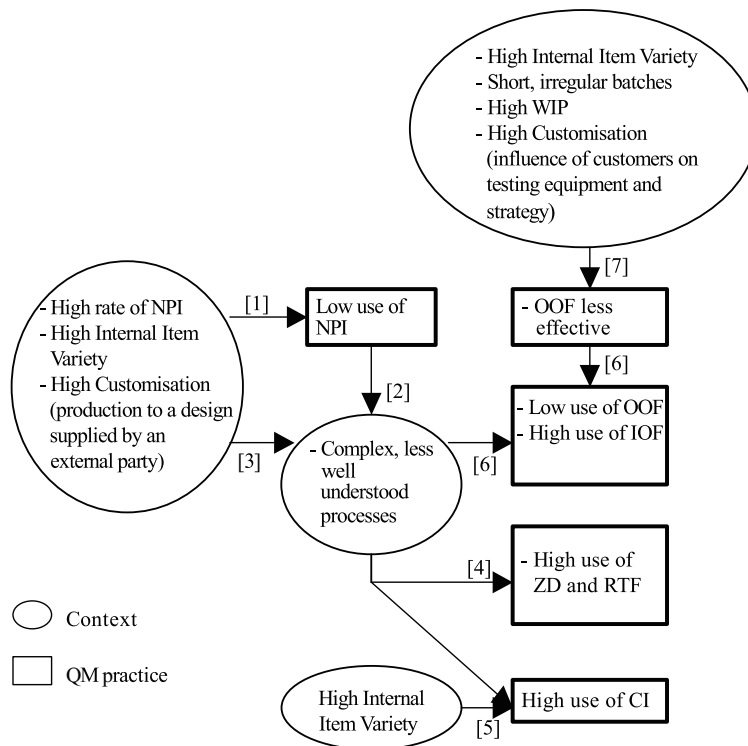 - High Internal Item Variety
- Short, irregular batches
- High WIP
- High Customisation
(influence of customers on
testing equipment and
strategy)
[7]
- High rate of NPI
- High Internal Item
Variety
- High Customisation
(production to a design
supplied by an
external party)
[1]
Low use of
NPI
- OOF less
effective
[6]
[2]
[3]
- Complex, less
well
understood
processes
[6]
- Low use of OOF
- High use of IOF
[4]
- High use of
ZD and RTF
Context
QM practice
High Internal
Item Variety
[5]
High use of CI